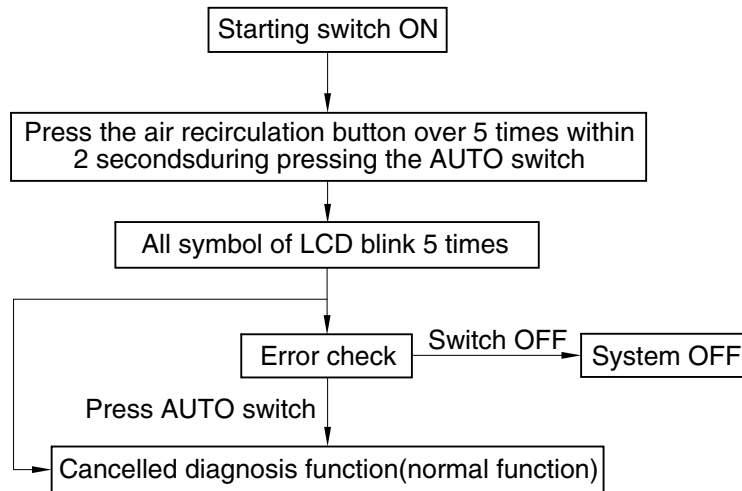 Starting switch ON
Press the air recirculation button over 5 times within
2 secondsduring pressing the AUTO switch
All symbol of LCD blink 5 times
Error check
Switch OFF
System OFF
Press AUTO switch
Cancelled diagnosis function(normal function)